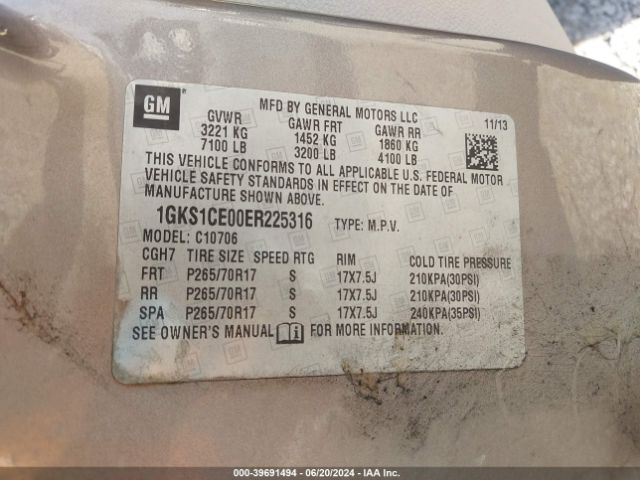 GM
MFD BY GENERAL MOTORS LLC
11/13
GVWR GAWR FRT GAWR RR
3221 KG 1452 KG 1860 KG
7100 LB 3200 LB 4100 LB
THIS VEHICLE CONFORMS TO ALL APPLICABLE U.S. FEDERAL MOTOR
VEHICLE SAFETY STANDARDS IN EFFECT ON THE DATE OF
MANUFACTURE SHOWN ABOVE.
1GKS1CE00ER225316 TYPE: M.P.V.
MODEL: C10706
CGH7 TIRE SIZE SPEED RTG RIM COLD TIRE PRESSURE
FRT P265/70R17 S 17X7.5J 210KPA(30PSI)
RR P265/70R17 S 17X7.5J 210KPA(30PSI)
SPA P265/70R17 S 17X7.5J 240KPA(35PSI)
SEE OWNER'S MANUAL FOR MORE INFORMATION.
000-39691494 — 06/20/2024 — IAA Inc.